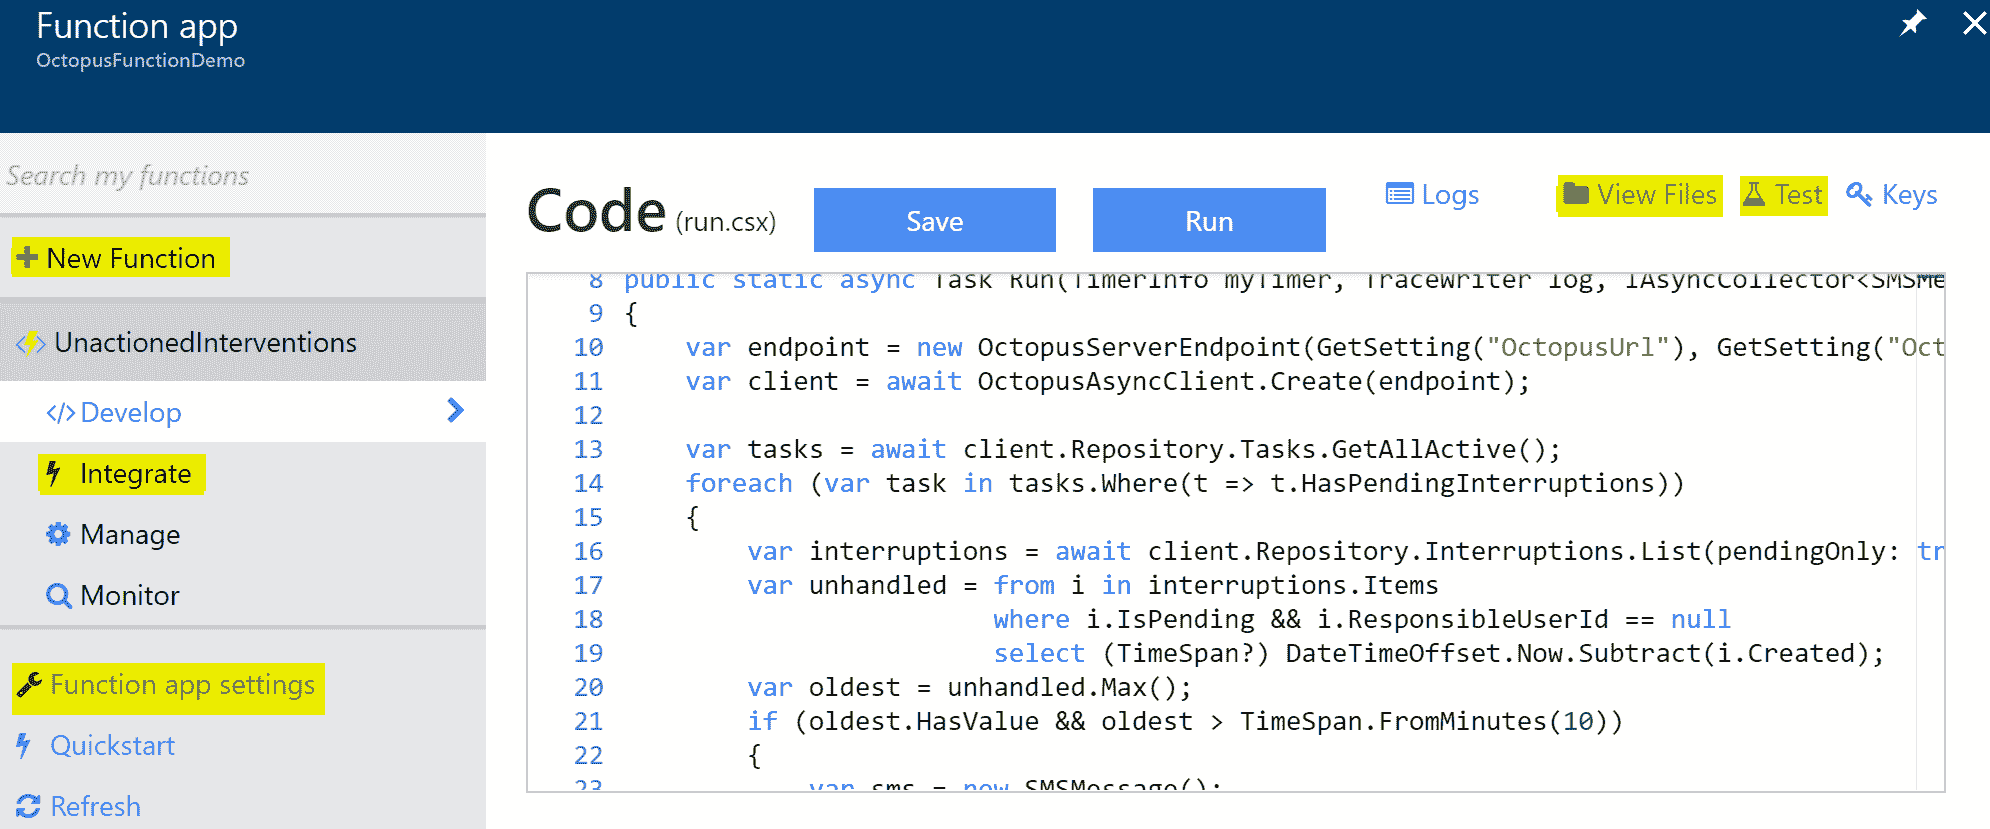 Function app
OctopusFunctionDemo
Search my functions
New Function
UnactionedInterventions
</> Develop
Integrate
Manage
Monitor
Function app settings
Quickstart
Refresh
Code (run.csx)
Save
Run
Logs
View Files
Test
Keys
8 public static async Task Run(TimerInfo myTimer, TraceWriter log, IAsyncCollector<SMSMe
9 {
10 var endpoint = new OctopusServerEndpoint(GetSetting("OctopusUrl"), GetSetting("Oct
11 var client = await OctopusAsyncClient.Create(endpoint);
12
13 var tasks = await client.Repository.Tasks.GetAllActive();
14 foreach (var task in tasks.Where(t => t.HasPendingInterruptions))
15 {
16 var interruptions = await client.Repository.Interruptions.List(pendingOnly: tr
17 var unhandled = from i in interruptions.Items
18 where i.IsPending && i.ResponsibleUserId == null
19 select (TimeSpan?) DateTimeOffset.Now.Subtract(i.Created);
20 var oldest = unhandled.Max();
21 if (oldest.HasValue && oldest > TimeSpan.FromMinutes(10))
22 {
23 var sms = new SMSMessage();